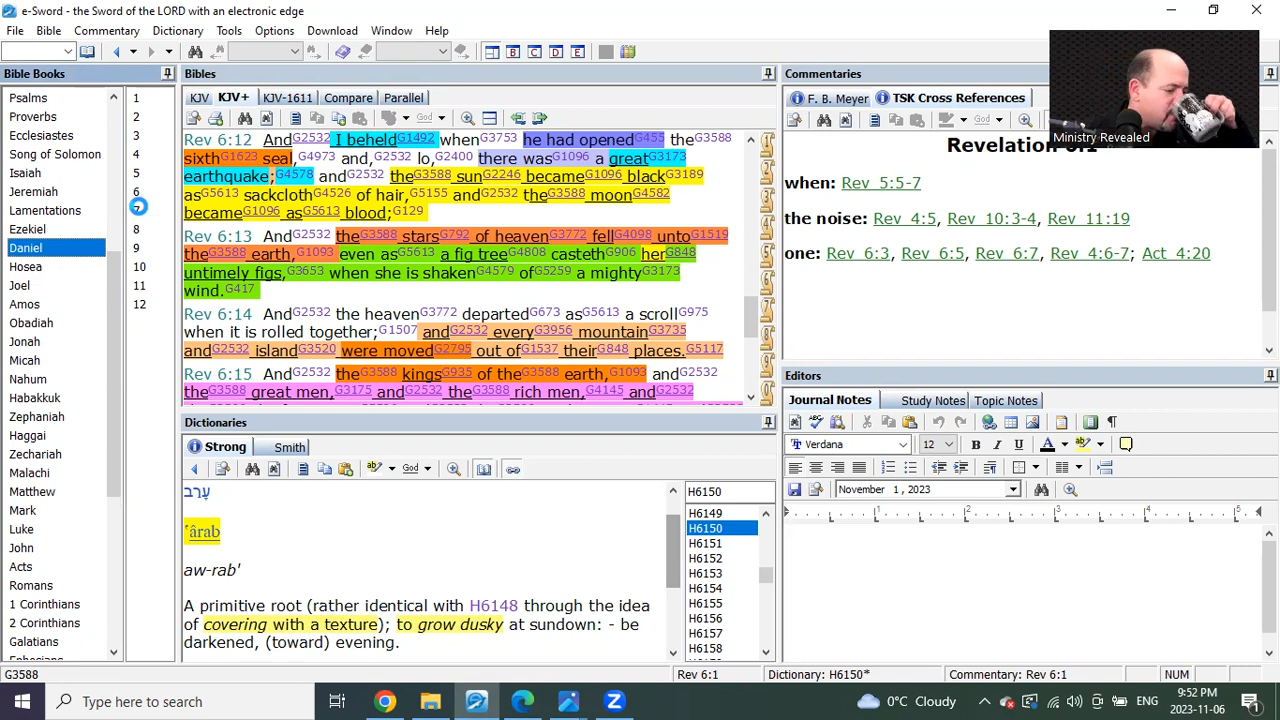 e-Sword - the Sword of the LORD with an electronic edge
File Bible Commentary Dictionary Tools Options Download Window Help
B C D E
Bible Books
Psalms
Proverbs
Ecclesiastes
Song of Solomon
Isaiah
Jeremiah
Lamentations
Ezekiel
Daniel
Hosea
Joel
Amos
Obadiah
Jonah
Micah
Nahum
Habakkuk
Zephaniah
Haggai
Zechariah
Malachi
Matthew
Mark
Luke
John
Acts
Romans
1 Corinthians
2 Corinthians
Galatians
Ephesians
1
2
3
4
5
6
7
8
9
10
11
12
Bibles
KJV KJV+ KJV-1611 Compare Parallel
God
Rev 6:12 And G2532 I beheld G1492 when G3753 he had opened G455 the G3588
sixth G1623 seal, G4973 and, G2532 lo, G2400 there was G1096 a great G3173
earthquake; G4578 and G2532 the G3588 sun G2246 became G1096 black G3189
as G5613 sackcloth G4526 of hair, G5155 and G2532 the G3588 moon G4582
became G1096 as G5613 blood; G129
Rev 6:13 And G2532 the G3588 stars G792 of heaven G3772 fell G4098 unto G1519
the G3588 earth, G1093 even as G5613 a fig tree G4808 casteth G906 her G848
untimely figs, G3653 when she is shaken G4579 of G5259 a mighty G3173
wind. G417
Rev 6:14 And G2532 the heaven G3772 departed G673 as G5613 a scroll G975
when it is rolled together; G1507 and G2532 every G3956 mountain G3735
and G2532 island G3520 were moved G2795 out of G1537 their G848 places. G5117
Rev 6:15 And G2532 the G3588 kings G935 of the G3588 earth, G1093 and G2532
the G3588 great men, G3175 and G2532 the G3588 rich men, G4145 and G2532
Dictionaries
Strong Smith
God
ערב
‛ârab
aw-rab'
A primitive root (rather identical with H6148 through the idea
of covering with a texture); to grow dusky at sundown: - be
darkened, (toward) evening.
H6150
H6149
H6150
H6151
H6152
H6153
H6154
H6155
H6156
H6157
H6158
Commentaries
F. B. Meyer TSK Cross References
God
Revelation 6:1
when: Rev 5:5-7
the noise: Rev 4:5, Rev 10:3-4, Rev 11:19
one: Rev 6:3, Rev 6:5, Rev 6:7, Rev 4:6-7; Act 4:20
Ministry Revealed
Editors
Journal Notes Study Notes Topic Notes
ABC
Verdana 12 B I U A ab
November 1, 2023
1 2 3 4 5
G3588 Rev 6:1 Dictionary: H6150* Commentary: Rev 6:1 NUM
Type here to search
0°C Cloudy
ENG
9:52 PM
2023-11-06
1